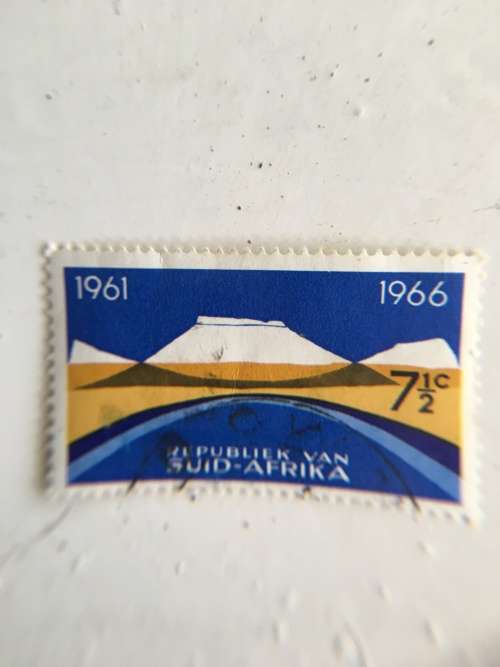 1961
1966
7½c
REPUBLIEK VAN
SUID-AFRIKA